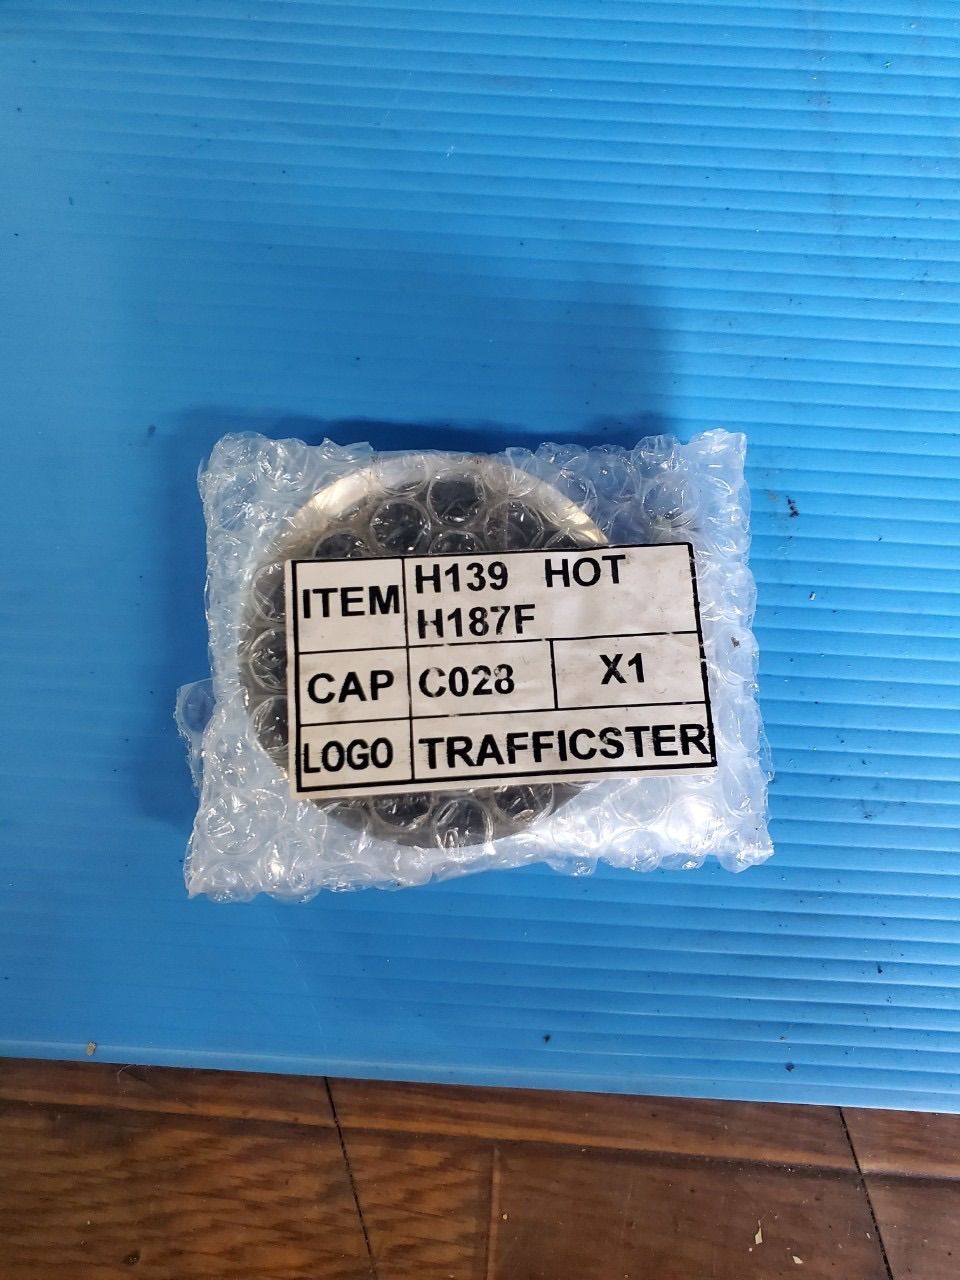 ITEM H139 HOT
H187F
CAP C028 X1
LOGO TRAFFICSTER